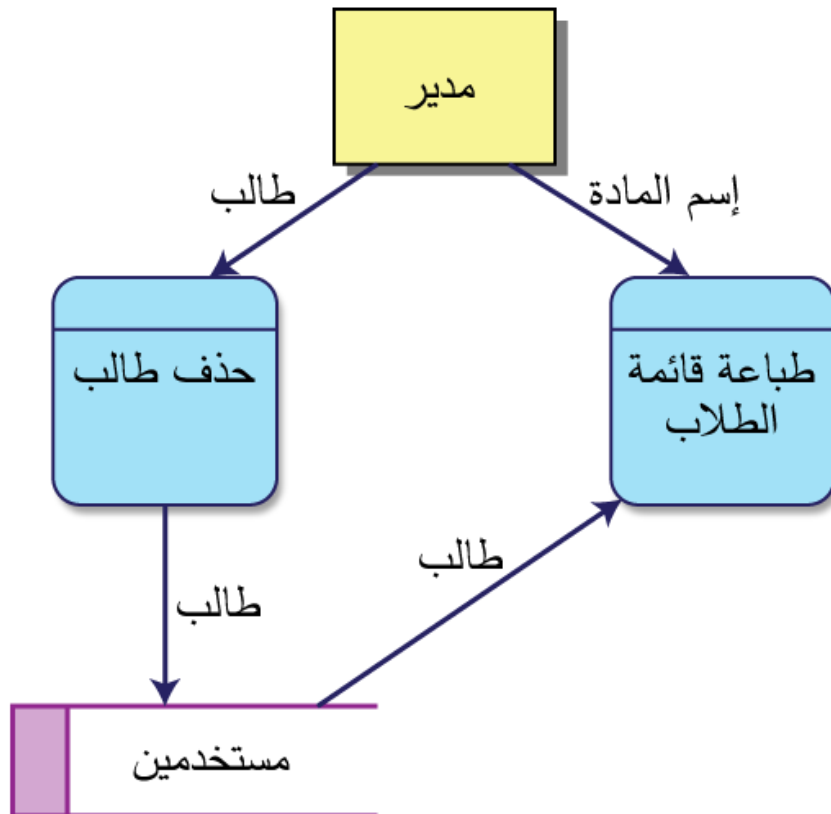 مدير
إسم المادة
طالب
طباعة قائمة
الطلاب
حذف طالب
طالب
طالب
مستخدمين